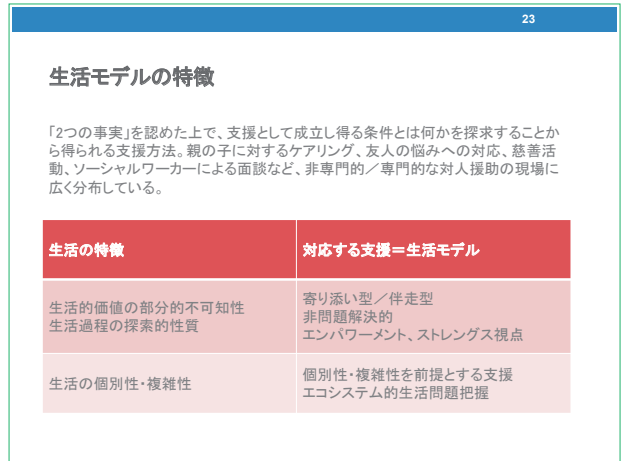 23
生活モデルの特徴
「2つの事実」を認めた上で、支援として成立し得る条件とは何かを探求することか
ら得られる支援方法。親の子に対するケアリング、友人の悩みへの対応、慈善活
動、ソーシャルワーカーによる面談など、非専門的／専門的な対人援助の現場に
広く分布している。
生活の特徴
対応する支援＝生活モデル
生活的価値の部分的不可知性
生活過程の探索的性質
寄り添い型／伴走型
非問題解決的
エンパワーメント、ストレングス視点
生活の個別性・複雑性
個別性・複雑性を前提とする支援
エコシステム的生活問題把握